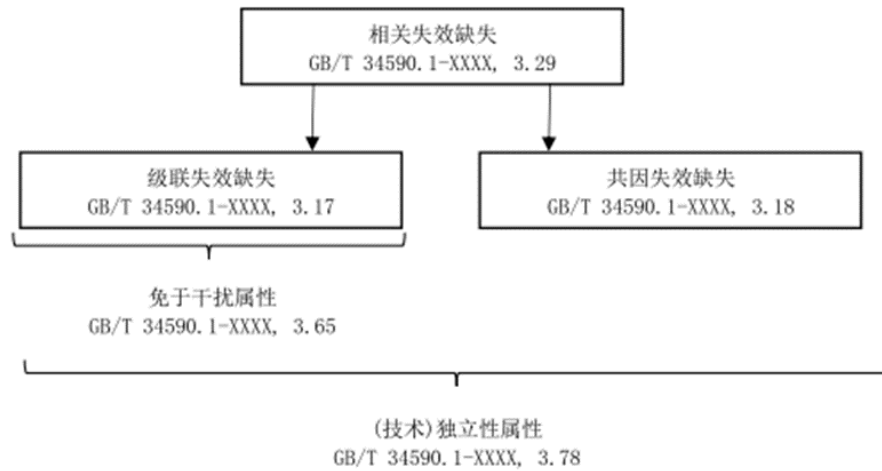 相关失效缺失
GB/T 34590.1-XXXX, 3.29
级联失效缺失
GB/T 34590.1-XXXX, 3.17
共因失效缺失
GB/T 34590.1-XXXX, 3.18
免于干扰属性
GB/T 34590.1-XXXX, 3.65
(技术)独立性属性
GB/T 34590.1-XXXX, 3.78